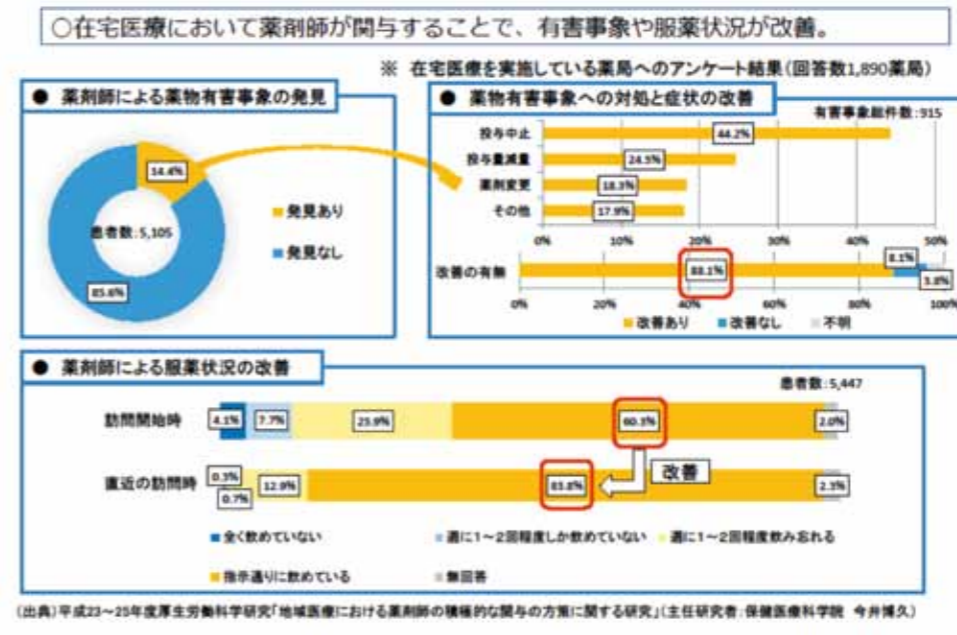 ○在宅医療において薬剤師が関与することで、有害事象や服薬状況が改善。
※ 在宅医療を実施している薬局へのアンケート結果(回答数1,890薬局)
● 薬剤師による薬物有害事象の発見
14.4%
患者数:5,105
85.6%
■発見あり
■発見なし
● 薬物有害事象への対処と症状の改善
有害事象総件数:915
投与中止 44.2%
投与量減量 24.5%
薬剤変更 18.3%
その他 17.9%
0% 10% 20% 30% 40% 50%
改善の有無 88.1% 8.1% 3.8%
0% 20% 40% 60% 80% 100%
■改善あり ■改善なし ■不明
● 薬剤師による服薬状況の改善
患者数:5,447
訪問開始時 4.1% 7.7% 25.9% 60.3% 2.0%
改善
直近の訪問時 0.3% 0.7% 12.9% 83.8% 2.3%
■全く飲めていない ■週に1~2回程度しか飲めていない ■週に1~2回程度飲み忘れる
■指示通りに飲めている ■無回答
(出典)平成23~25年度厚生労働科学研究「地域医療における薬剤師の積極的な関与の方策に関する研究」(主任研究者:保健医療科学院 今井博久)